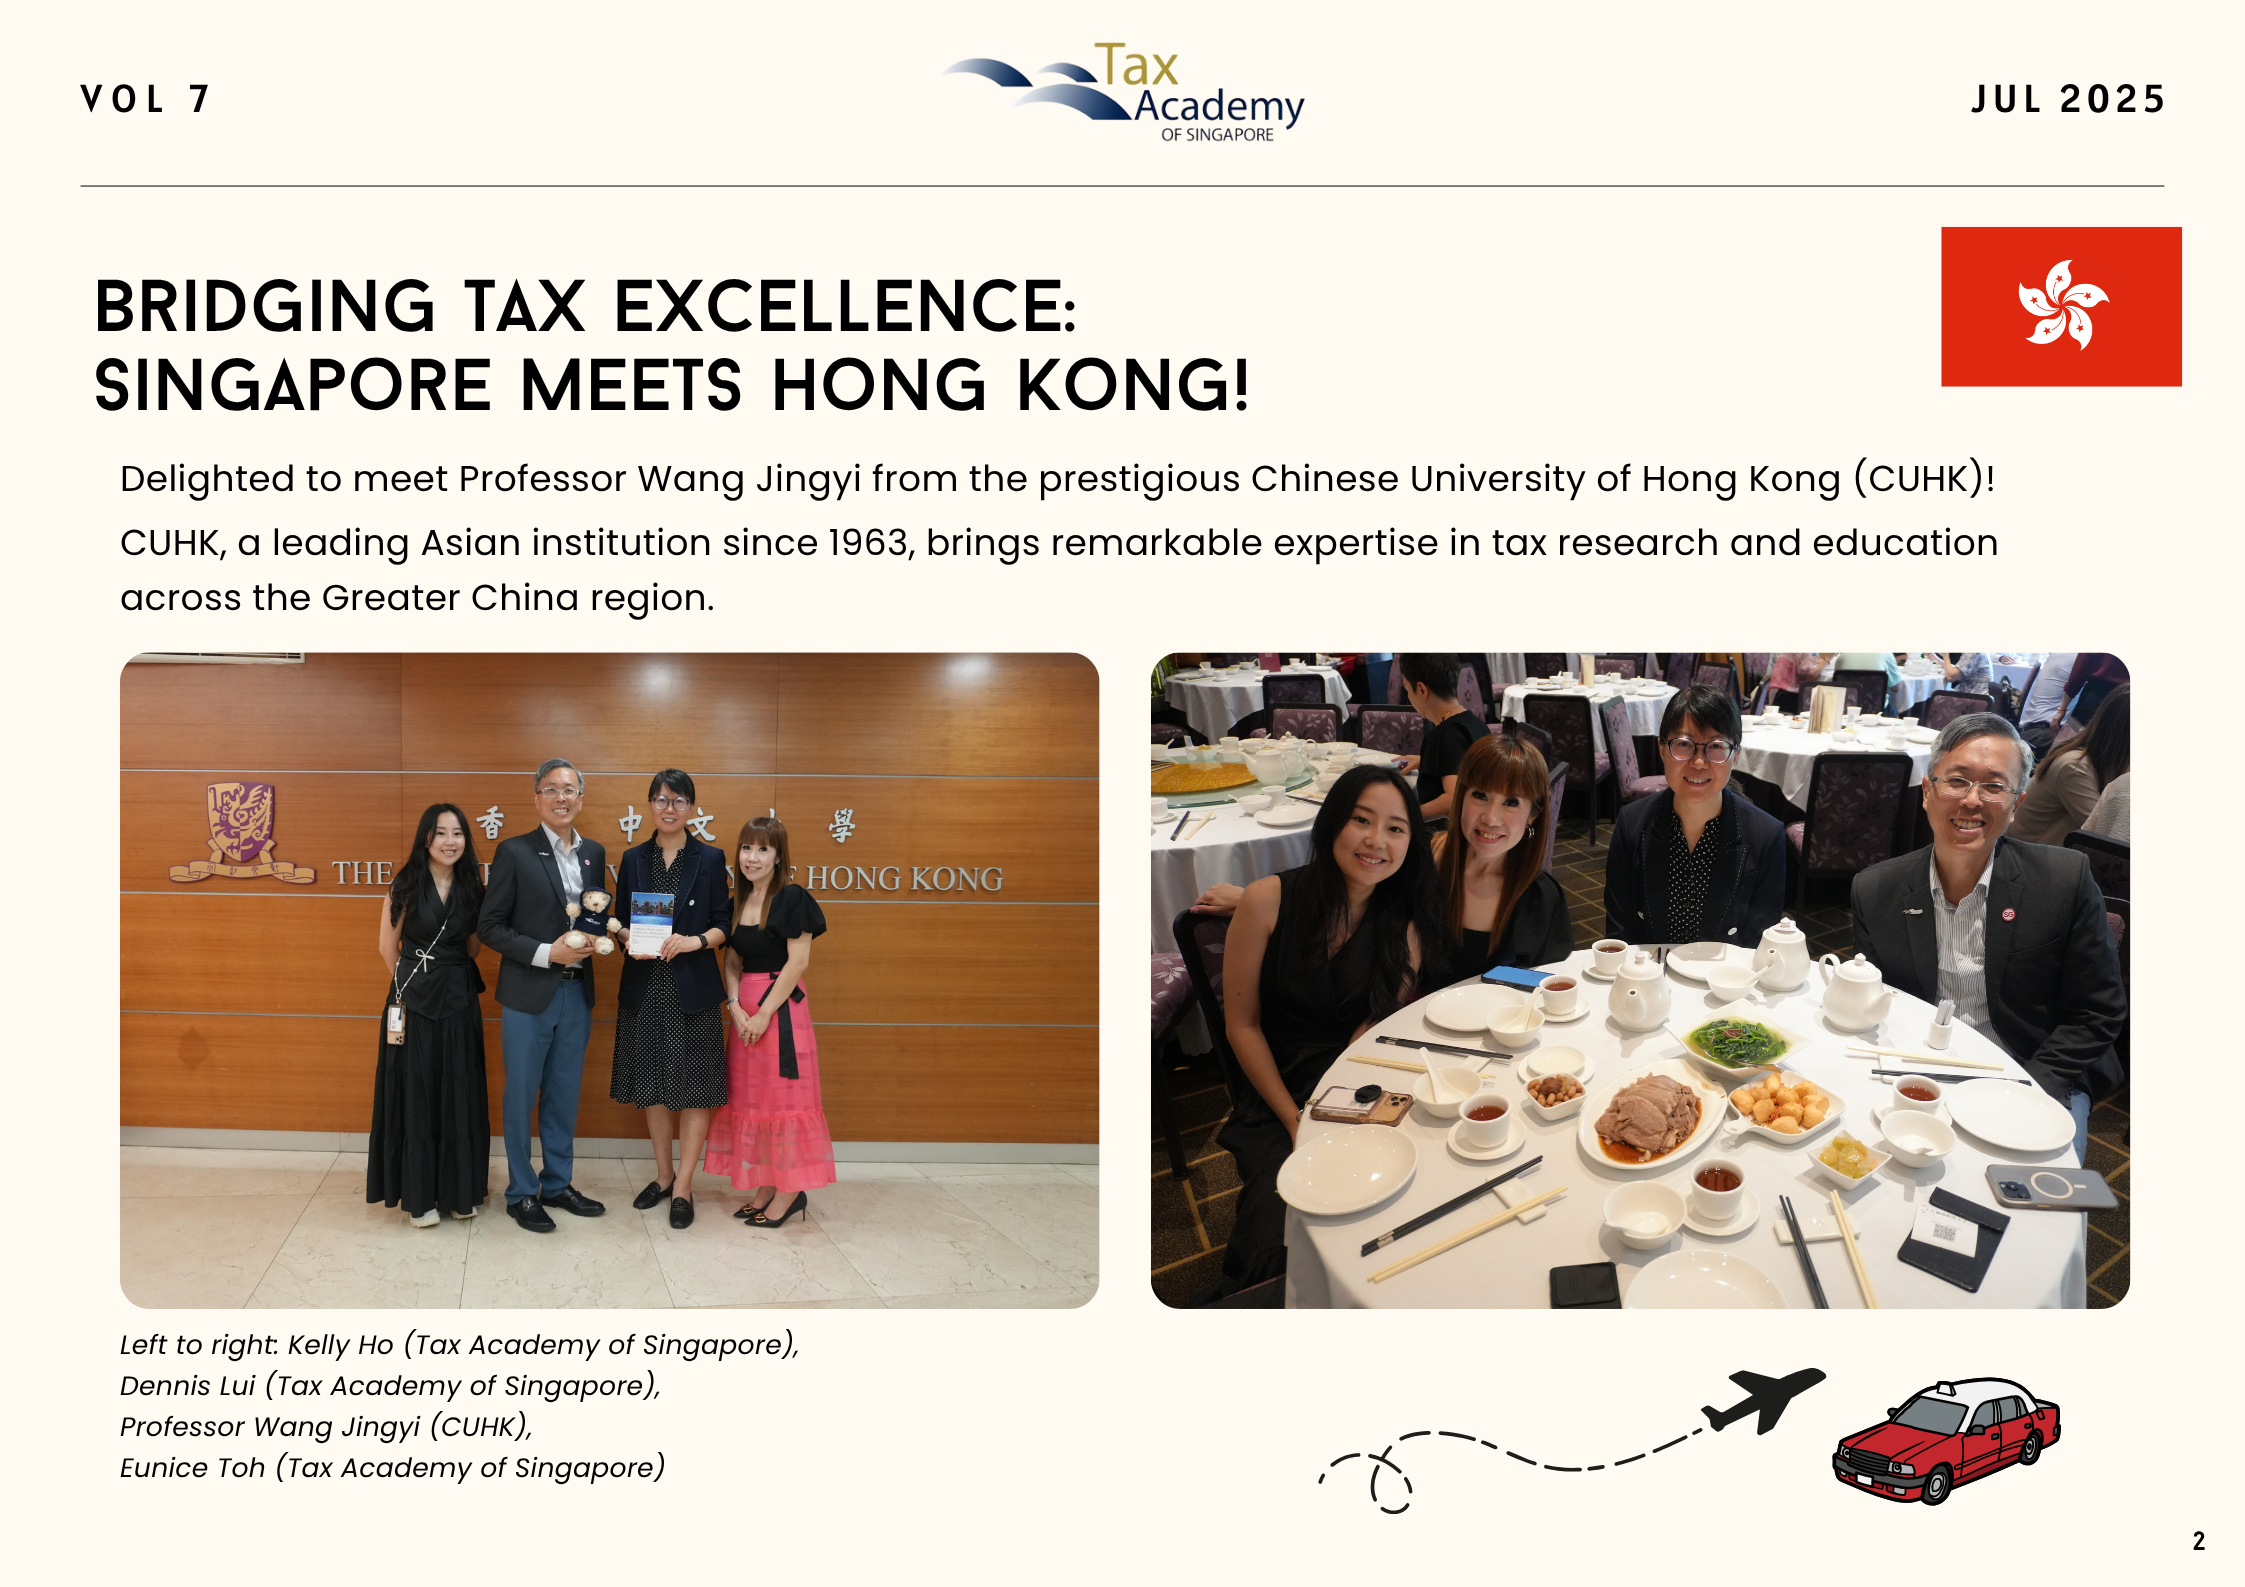 VOL 7
Tax
Academy
OF SINGAPORE
JUL 2025
BRIDGING TAX EXCELLENCE:
SINGAPORE MEETS HONG KONG!
Delighted to meet Professor Wang Jingyi from the prestigious Chinese University of Hong Kong (CUHK)!
CUHK, a leading Asian institution since 1963, brings remarkable expertise in tax research and education
across the Greater China region.
香 中 文 學
THE HONG KONG
Left to right: Kelly Ho (Tax Academy of Singapore),
Dennis Lui (Tax Academy of Singapore),
Professor Wang Jingyi (CUHK),
Eunice Toh (Tax Academy of Singapore)
2